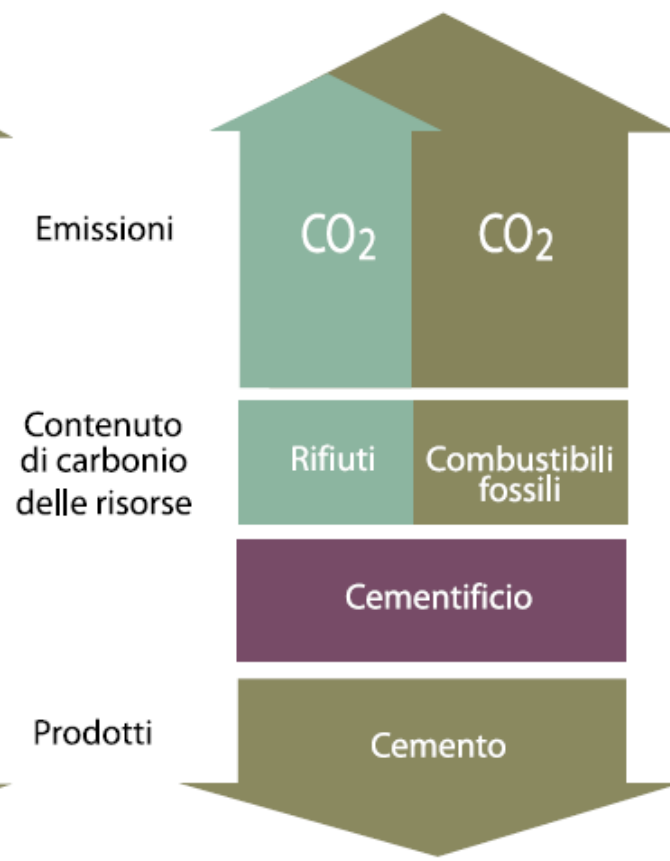 Emissioni
CO2
CO2
Contenuto
di carbonio
delle risorse
Rifiuti
Combustibili
fossili
Cementificio
Prodotti
Cemento